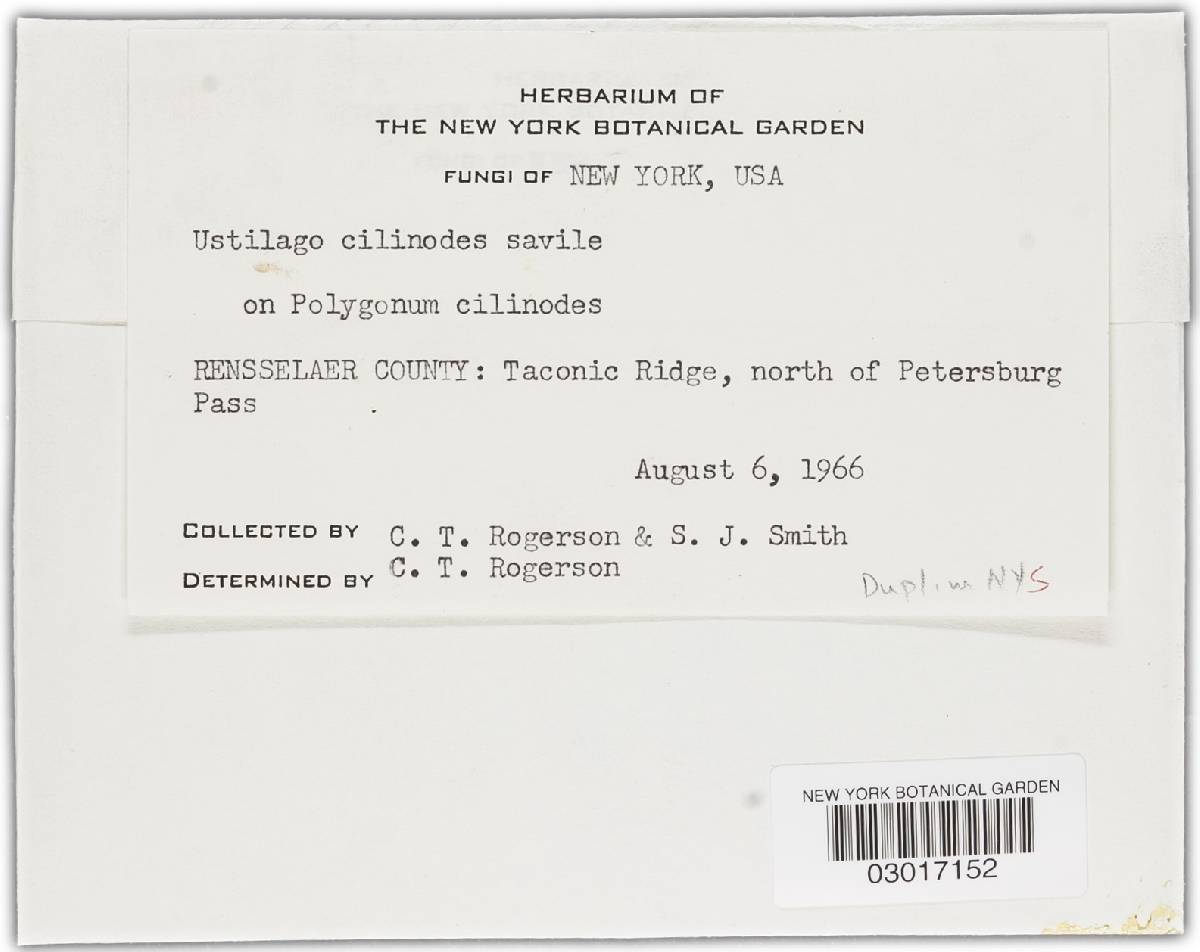 HERBARIUM OF
THE NEW YORK BOTANICAL GARDEN
FUNGI OF NEW YORK, USA
Ustilago cilinodes savile
on Polygonum cilinodes
RENSSELAER COUNTY: Taconic Ridge, north of Petersburg
Pass
August 6, 1966
COLLECTED BY C. T. Rogerson & S. J. Smith
DETERMINED BY C. T. Rogerson
NYS
NEW YORK BOTANICAL GARDEN
03017152